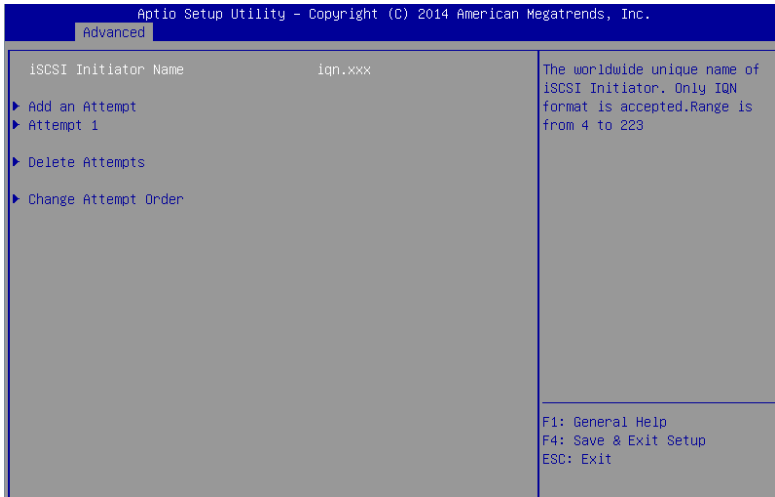 Aptio Setup Utility – Copyright (C) 2014 American Megatrends, Inc.
Advanced
iSCSI Initiator Name iqn.xxx
Add an Attempt
Attempt 1
Delete Attempts
Change Attempt Order
The worldwide unique name of
iSCSI Initiator. Only IQN
format is accepted.Range is
from 4 to 223
F1: General Help
F4: Save & Exit Setup
ESC: Exit